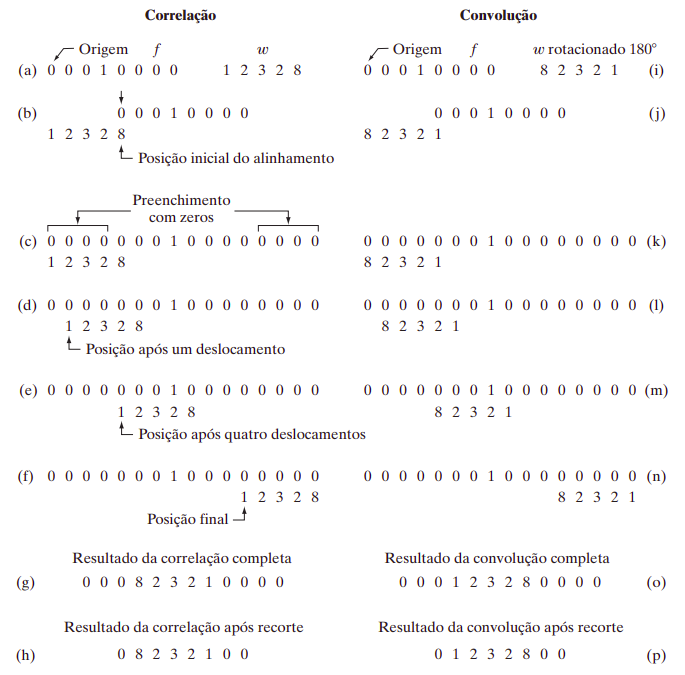 Correlação Convolução
Origem f w Origem f w rotacionado 180°
(a) 0 0 0 1 0 0 0 0 1 2 3 2 8 0 0 0 1 0 0 0 0 8 2 3 2 1 (i)
(b) 0 0 0 1 0 0 0 0 0 0 0 1 0 0 0 0 (j)
1 2 3 2 8 8 2 3 2 1
Posição inicial do alinhamento
Preenchimento
com zeros
(c) 0 0 0 0 0 0 0 1 0 0 0 0 0 0 0 0 0 0 0 0 0 0 0 1 0 0 0 0 0 0 0 0 (k)
1 2 3 2 8 8 2 3 2 1
(d) 0 0 0 0 0 0 0 1 0 0 0 0 0 0 0 0 0 0 0 0 0 0 0 1 0 0 0 0 0 0 0 0 (l)
1 2 3 2 8 8 2 3 2 1
Posição após um deslocamento
(e) 0 0 0 0 0 0 0 1 0 0 0 0 0 0 0 0 0 0 0 0 0 0 0 1 0 0 0 0 0 0 0 0 (m)
1 2 3 2 8 8 2 3 2 1
Posição após quatro deslocamentos
(f) 0 0 0 0 0 0 0 1 0 0 0 0 0 0 0 0 0 0 0 0 0 0 0 1 0 0 0 0 0 0 0 0 (n)
1 2 3 2 8 8 2 3 2 1
Posição final
Resultado da correlação completa Resultado da convolução completa
(g) 0 0 0 8 2 3 2 1 0 0 0 0 0 0 0 1 2 3 2 8 0 0 0 0 (o)
Resultado da correlação após recorte Resultado da convolução após recorte
(h) 0 8 2 3 2 1 0 0 0 1 2 3 2 8 0 0 (p)